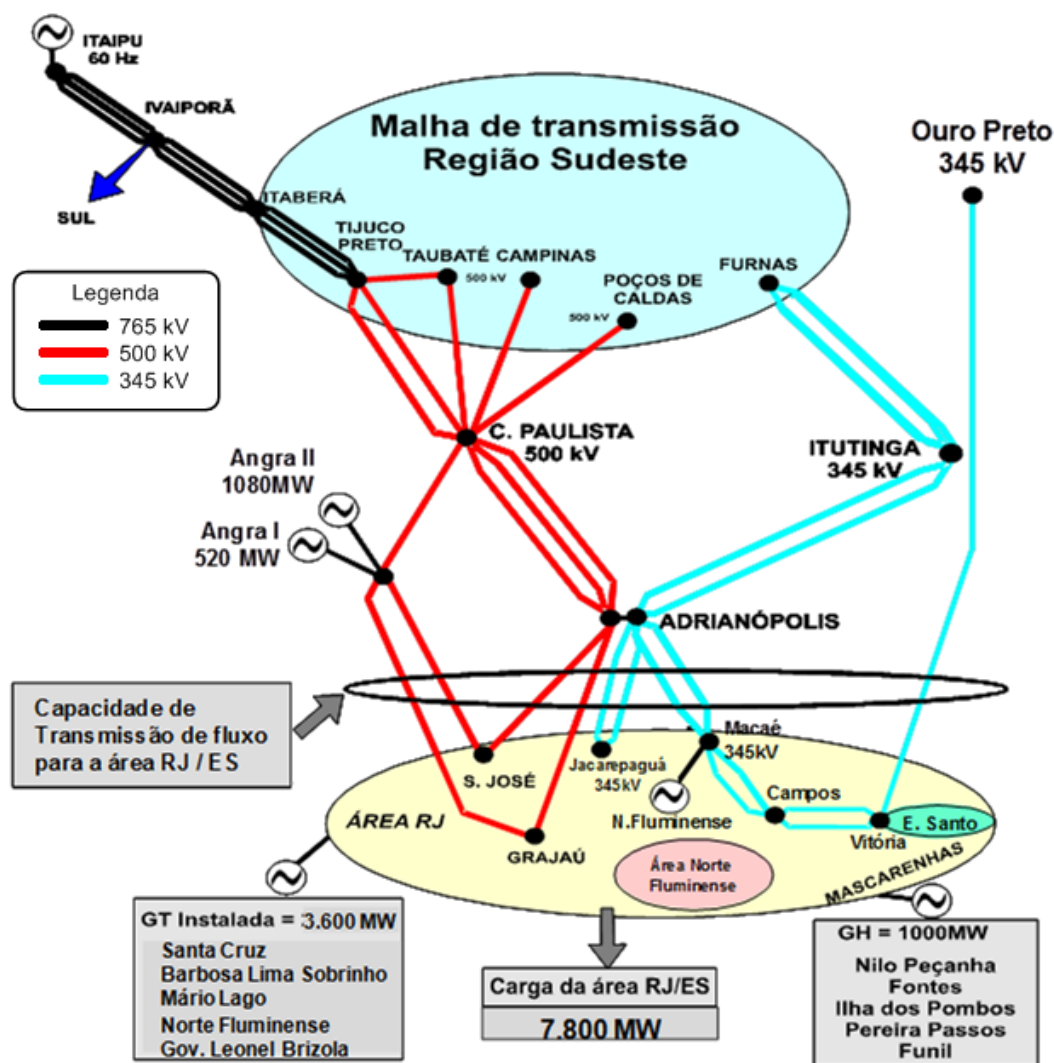 ITAIPU
60 Hz
IVAIPORÃ
SUL
ITABERÁ
Malha de transmissão
Região Sudeste
TIJUCO
PRETO
TAUBATÉ
500 kV
CAMPINAS
POÇOS DE
CALDAS
500 kV
FURNAS
Ouro Preto
345 kV
Legenda
765 kV
500 kV
345 kV
C. PAULISTA
500 kV
ITUTINGA
345 kV
Angra II
1080MW
Angra I
520 MW
ADRIANÓPOLIS
Capacidade de
Transmissão de fluxo
para a área RJ / ES
S. JOSÉ
Jacarepaguá
345kV
Macaé
345kV
N.Fluminense
Campos
Vitória
E. Santo
ÁREA RJ
GRAJAÚ
Área Norte
Fluminense
MASCARENHAS
GT Instalada = 3.600 MW
Santa Cruz
Barbosa Lima Sobrinho
Mário Lago
Norte Fluminense
Gov. Leonel Brizola
Carga da área RJ/ES
7.800 MW
GH = 1000MW
Nilo Peçanha
Fontes
Ilha dos Pombos
Pereira Passos
Funil